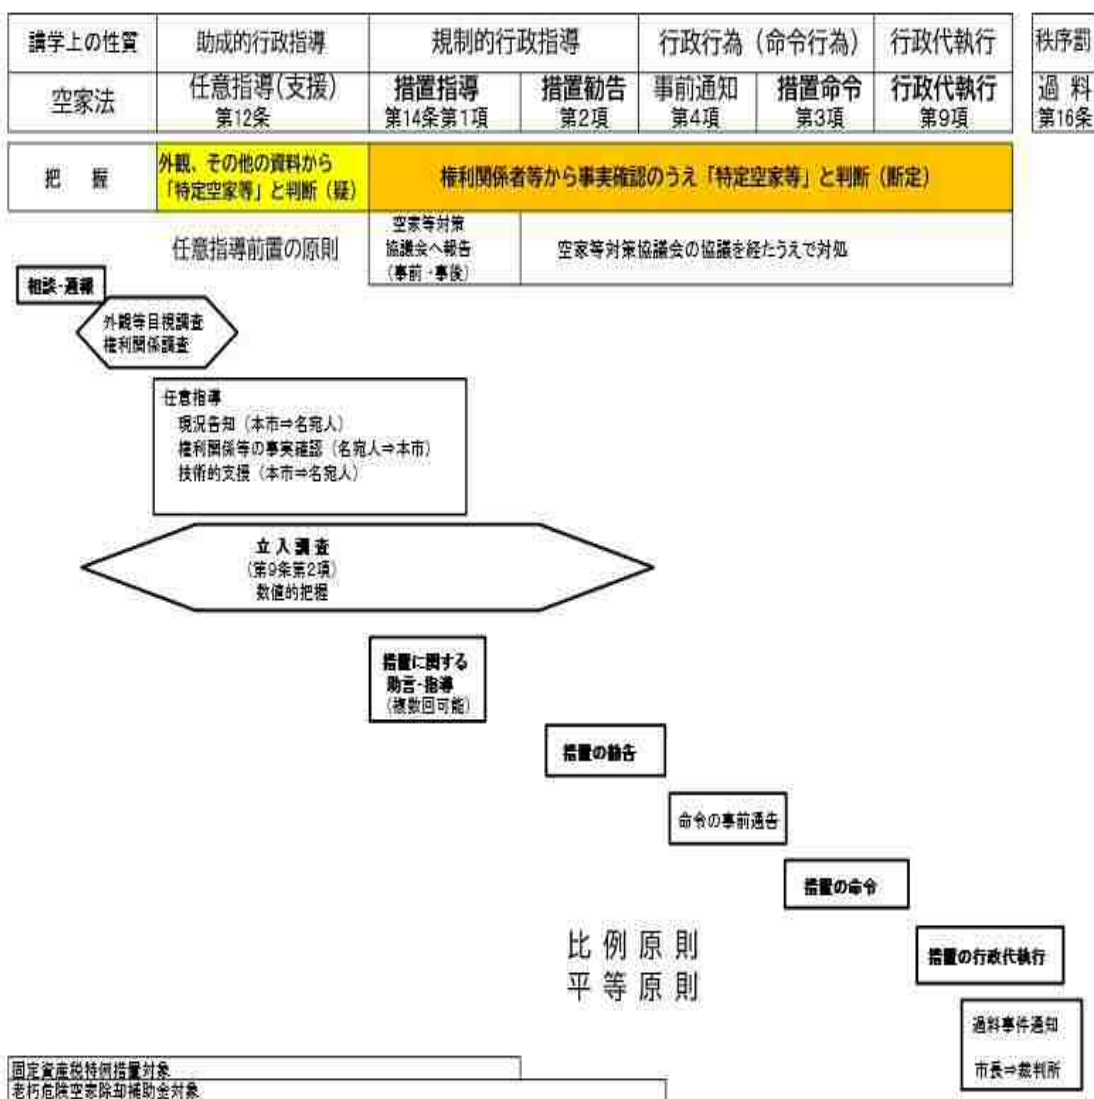 講学上の性質 助成的行政指導 規制的行政指導 行政行為（命令行為） 行政代執行 秩序罰
空家法 任意指導(支援) 措置指導 措置勧告 事前通知 措置命令 行政代執行 過料
第12条 第14条第1項 第2項 第4項 第3項 第9項 第16条
把握 外観、その他の資料から
「特定空家等」と判断（疑）
権利関係者等から事実確認のうえ「特定空家等」と判断（断定）
任意指導前置の原則
空家等対策
協議会へ報告
（事前・事後）
空家等対策協議会の協議を経たうえで対処
相談・通報
外観等目視調査
権利関係調査
任意指導
現況告知（本市⇒名宛人）
権利関係等の事実確認（名宛人⇒本市）
技術的支援（本市⇒名宛人）
立入調査
（第9条第2項）
数値的把握
措置に関する
助言・指導
（複数回可能）
措置の勧告
命令の事前通告
措置の命令
比例原則
平等原則
措置の行政代執行
過料事件通知
市長⇒裁判所
固定資産税特例措置対象
老朽危険空家除却補助金対象